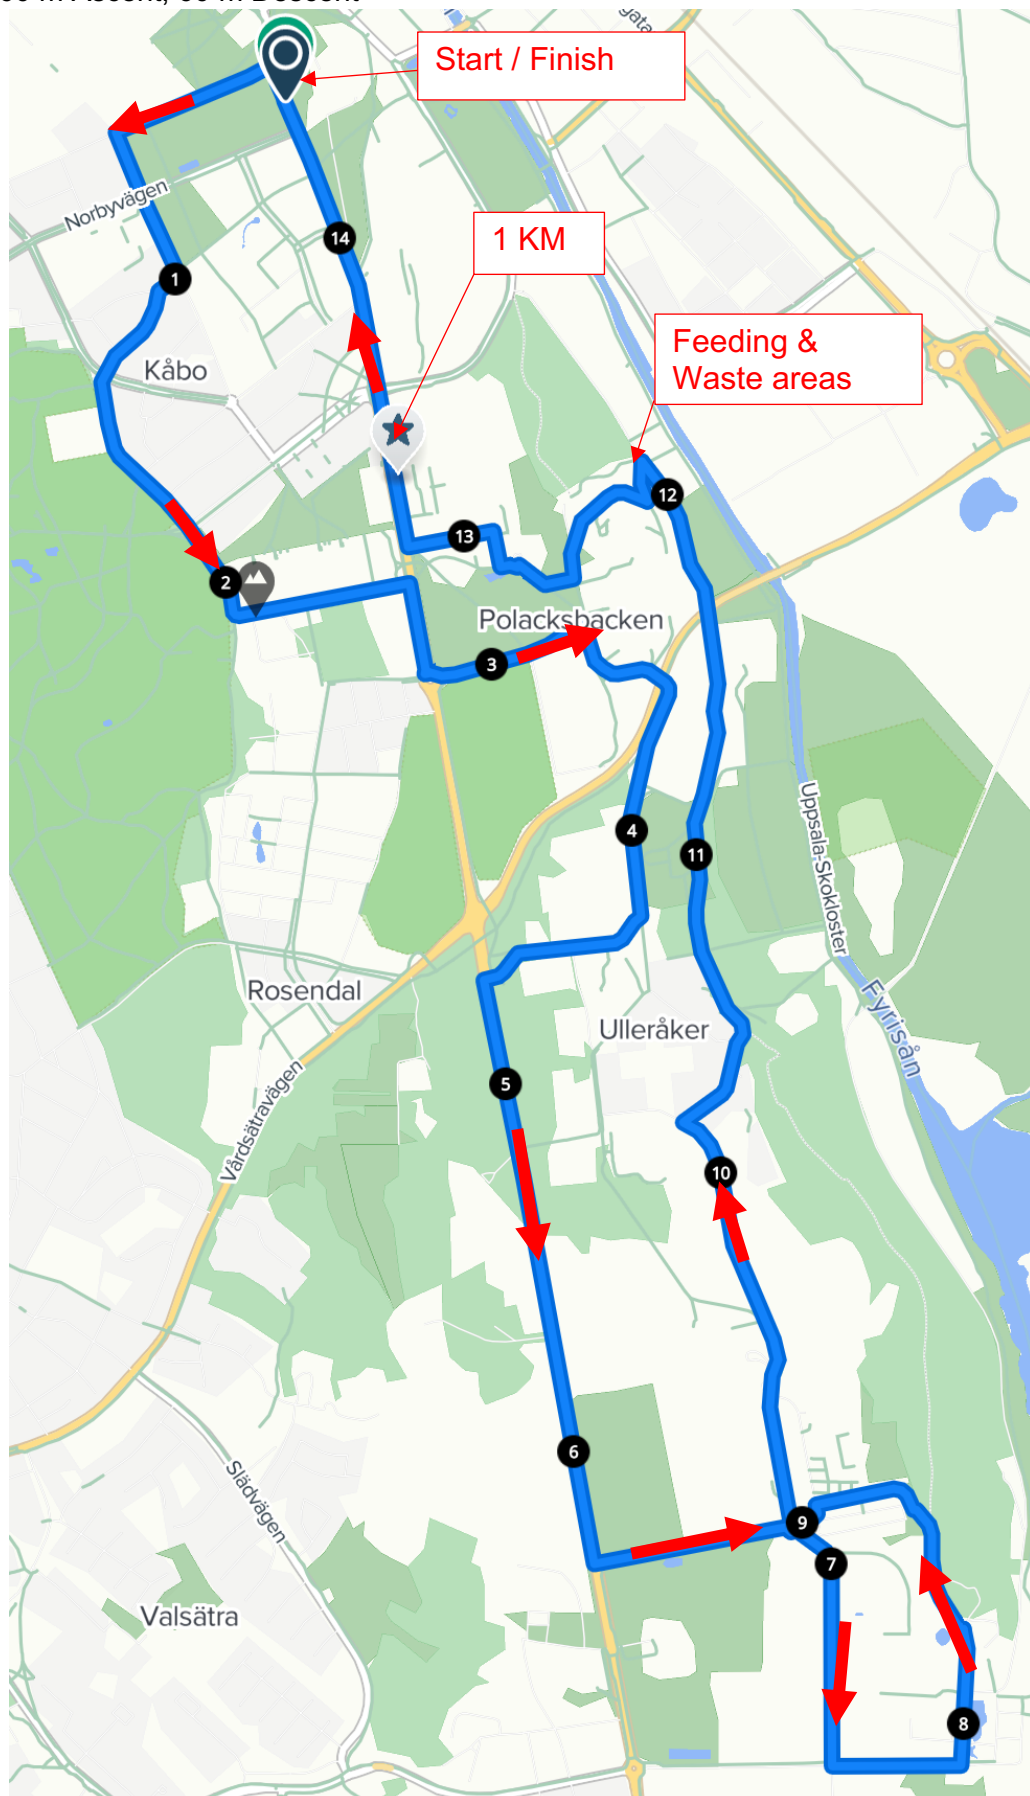 Start / Finish
Norbyvägen
14
1 KM
1
Feeding &
Waste areas
Kåbo
12
13
2
Polacksbacken
3
4
11
Uppsala-Skokloster
Rosendal
Fyrisån
Ulleråker
5
Vårdsätravägen
10
6
Slädvägen
9
7
Valsätra
8